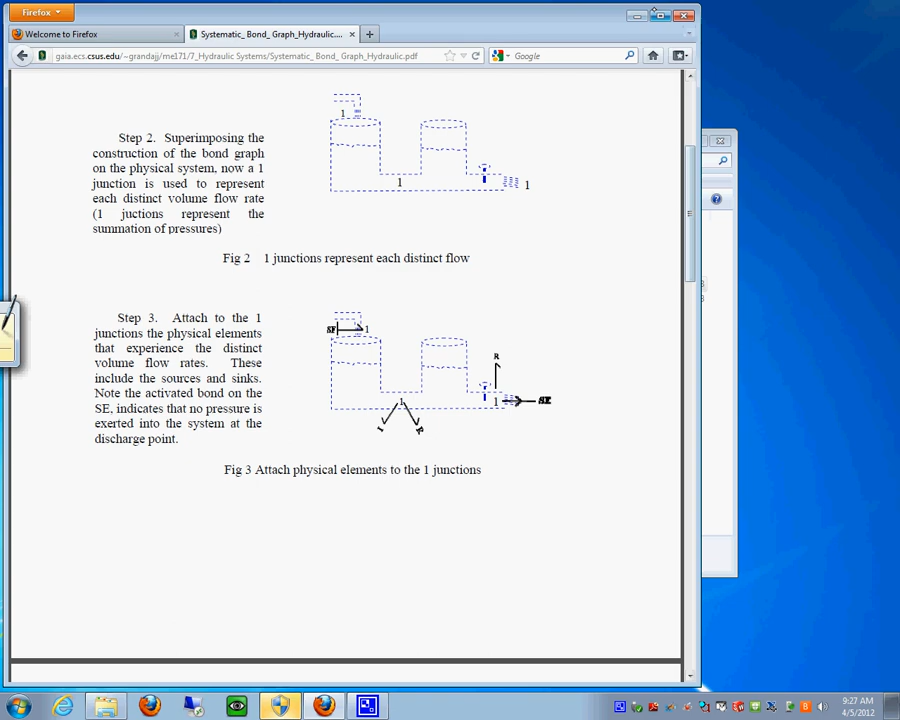 Firefox
Welcome to Firefox
Systematic_Bond_ Graph_Hydraulic....
gaia.ecs.csus.edu/~grandajj/me171/7_Hydraulic Systems/Systematic_ Bond_ Graph_Hydraulic.pdf
Google
1
Step 2. Superimposing the
construction of the bond graph
on the physical system, now a 1
junction is used to represent
each distinct volume flow rate
(1 juctions represent the
summation of pressures)
1
1
Fig 2 1 junctions represent each distinct flow
Step 3. Attach to the 1
junctions the physical elements
that experience the distinct
volume flow rates. These
include the sources and sinks.
Note the activated bond on the
SE, indicates that no pressure is
exerted into the system at the
discharge point.
SF 1
R
1
1 SE
I R
Fig 3 Attach physical elements to the 1 junctions
9:27 AM
4/5/2012